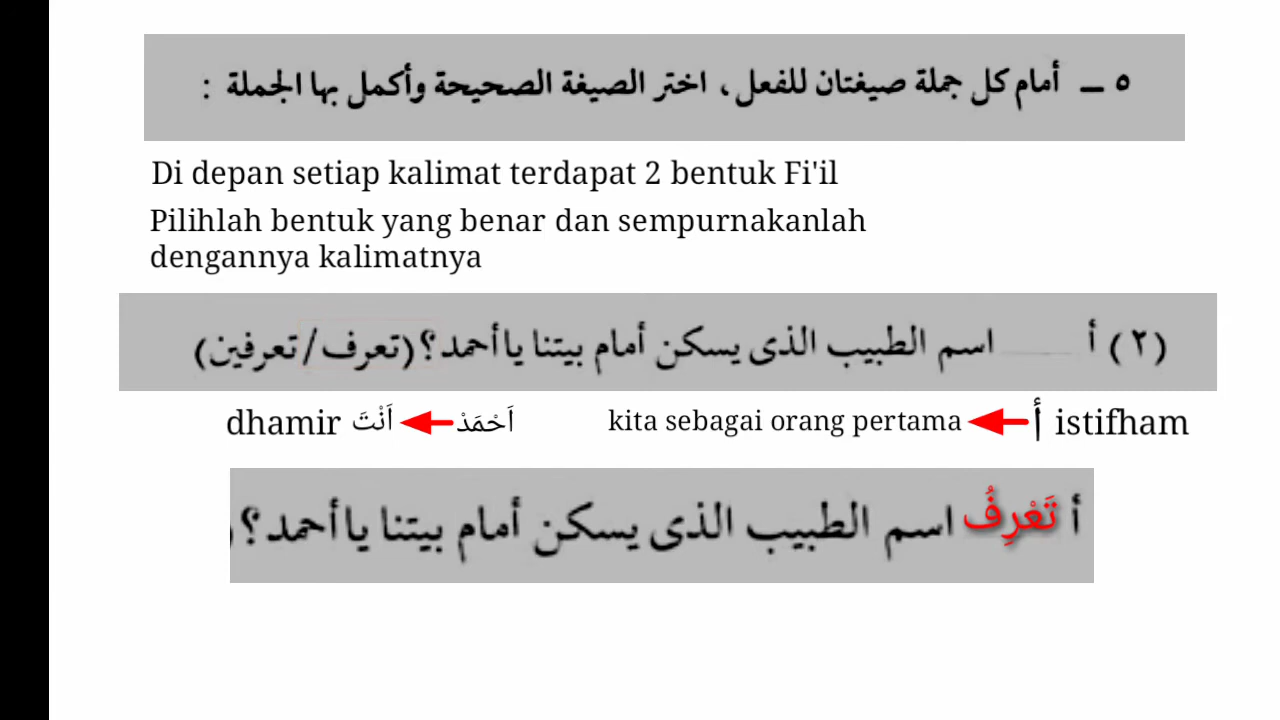 ٥ – أمام كل جملة صيغتان للفعل ، اختر الصيغة الصحيحة وأكمل بها الجملة :
Di depan setiap kalimat terdapat 2 bentuk Fi'il
Pilihlah bentuk yang benar dan sempurnakanlah
dengannya kalimatnya
(٢) أ ــــ اسم الطبيب الذى يسكن أمام بيتنا يا أحمد؟ (تعرف/تعرفين)
istifham أ kita sebagai orang pertama اَحْمَدْ اَنْتَ dhamir
أ تَعْرِفُ اسم الطبيب الذى يسكن أمام بيتنا يا أحمد؟